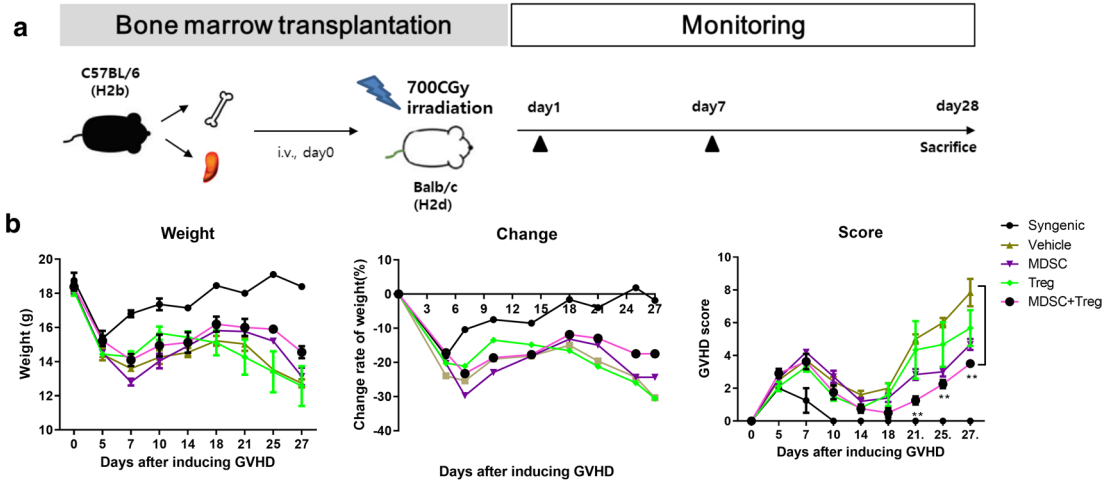 a
Bone marrow transplantation
Monitoring
C57BL/6
(H2b)
i.v., day0
700CGy
irradiation
Balb/c
(H2d)
day1
day7
day28
Sacrifice
b
Weight
Weight (g)
20
18
16
14
12
10
0 5 7 10 14 18 21 25 27
Days after inducing GVHD
Change
Change rate of weight(%)
10
0
-10
-20
-30
-40
3 6 9 12 15 18 21 24 27
Days after inducing GVHD
Score
GVHD score
10
8
6
4
2
0
**
**
**
0 5 7 10 14 18 21. 25. 27.
Days after inducing GVHD
Syngenic
Vehicle
MDSC
Treg
MDSC+Treg